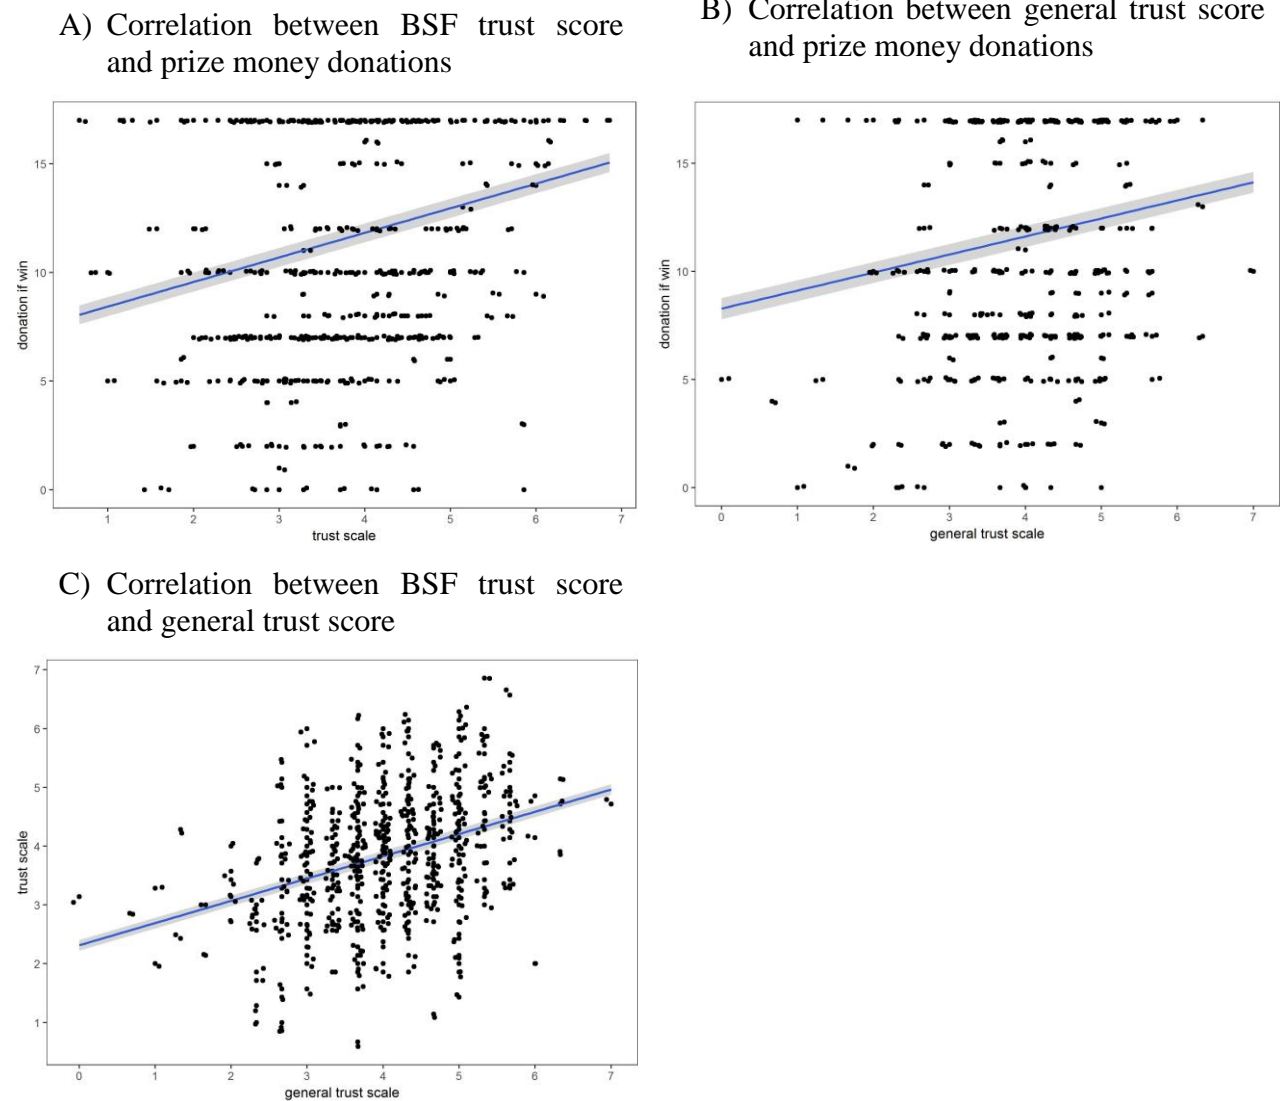 A) Correlation between BSF trust score
and prize money donations
B) Correlation between general trust score
and prize money donations
15
10
5
0
donation if win
1 2 3 4 5 6 7
trust scale
15
10
5
0
donation if win
0 1 2 3 4 5 6 7
general trust scale
C) Correlation between BSF trust score
and general trust score
7
6
5
4
3
2
1
trust scale
0 1 2 3 4 5 6 7
general trust scale